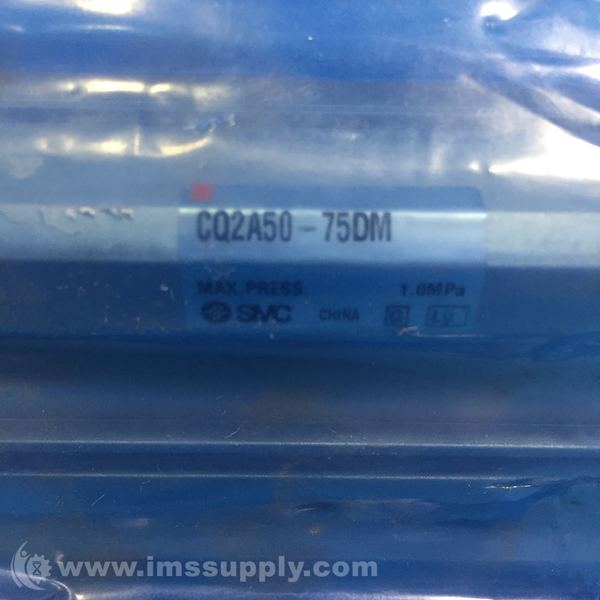 CQ2A50-75DM
MAX.PRESS. 1.0MPa
SMC CHINA
www.imssupply.com